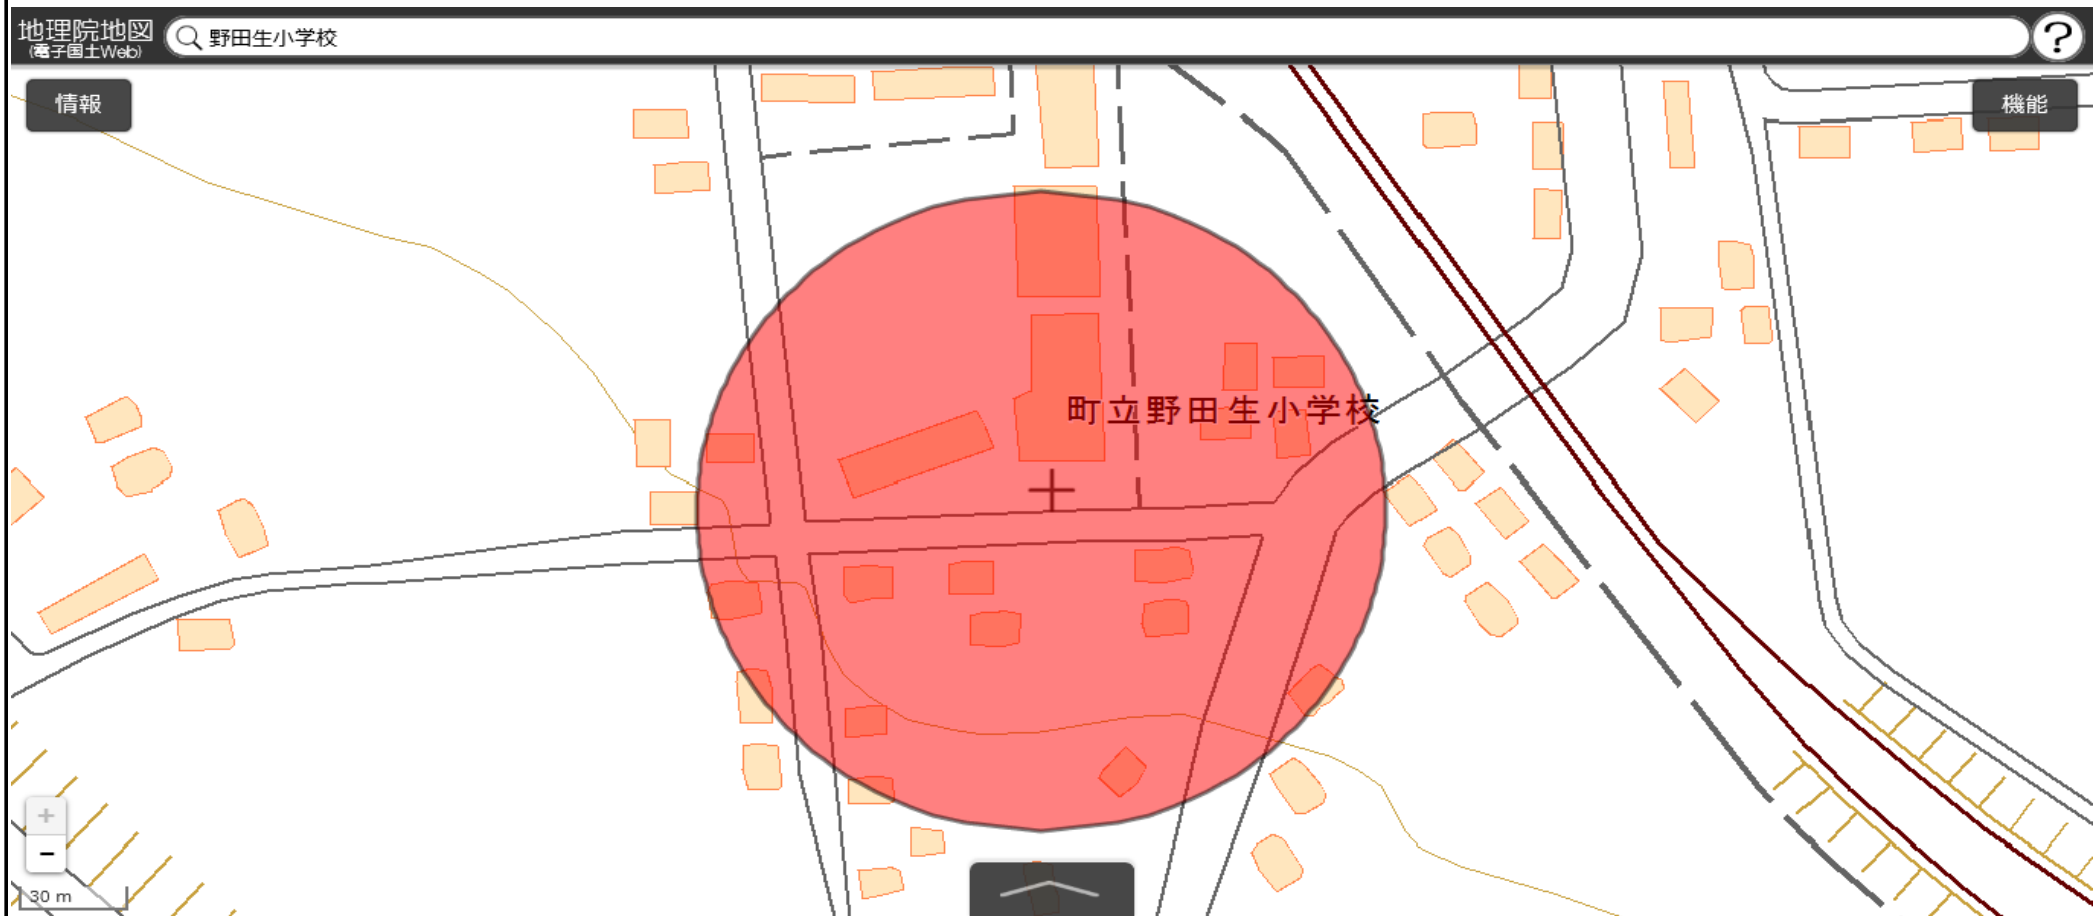 地理院地図
(電子国土Web)
野田生小学校
?
情報
機能
町立野田生小学校
+
−
30 m